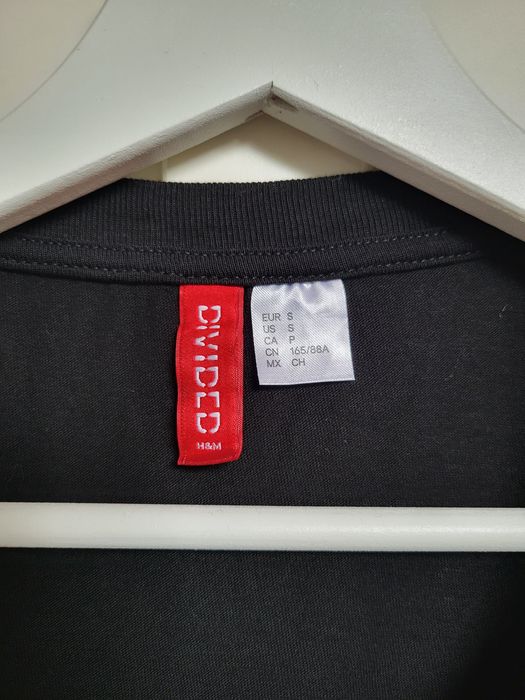 DIVIDED
H&M
EUR S
US S
CA P
CN 165/88A
MX CH